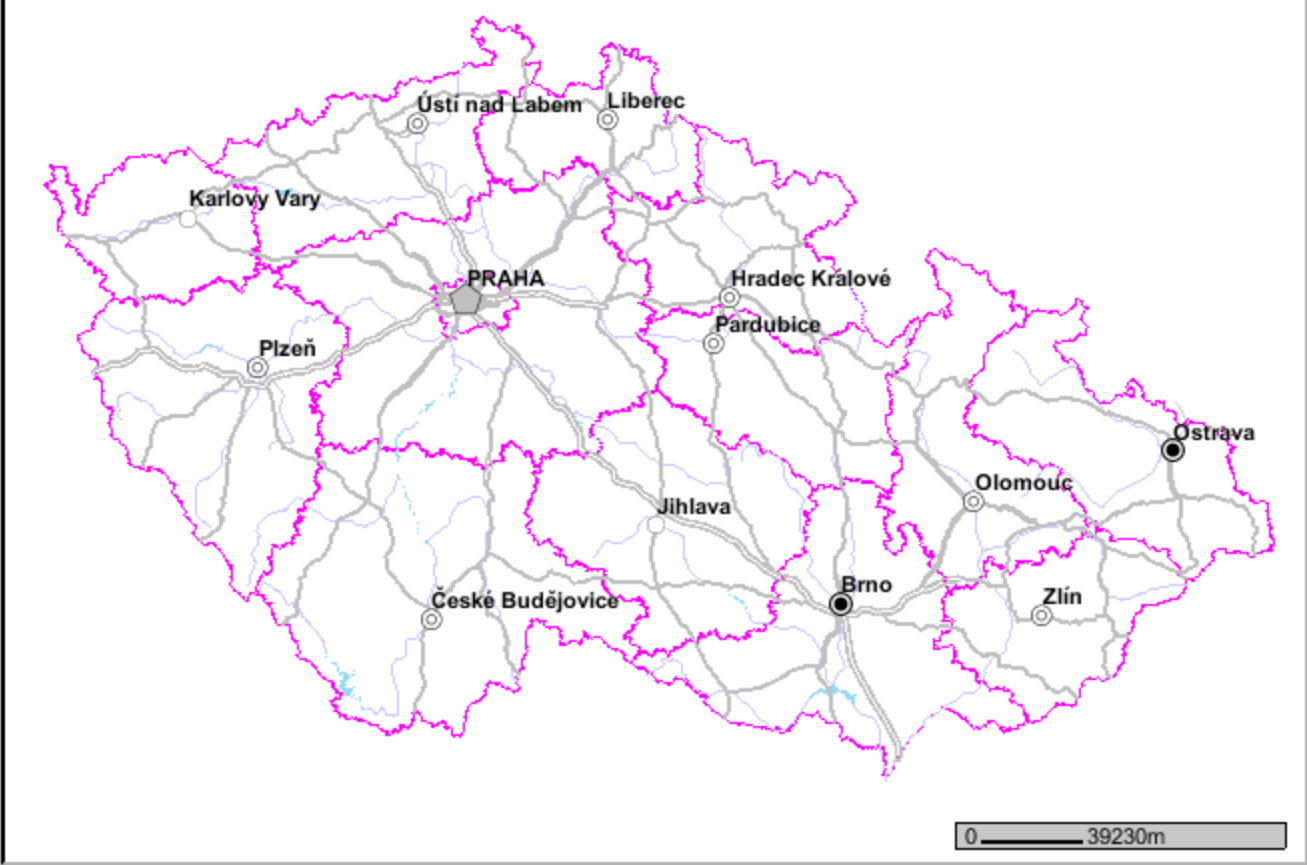 Ústí nad Labem
Liberec
Karlovy Vary
PRAHA
Hradec Králové
Pardubice
Plzeň
Ostrava
Olomouc
Jihlava
Brno
Zlín
České Budějovice
0 39230m